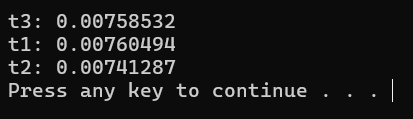 t3: 0.00758532
t1: 0.00760494
t2: 0.00741287
Press any key to continue . . .